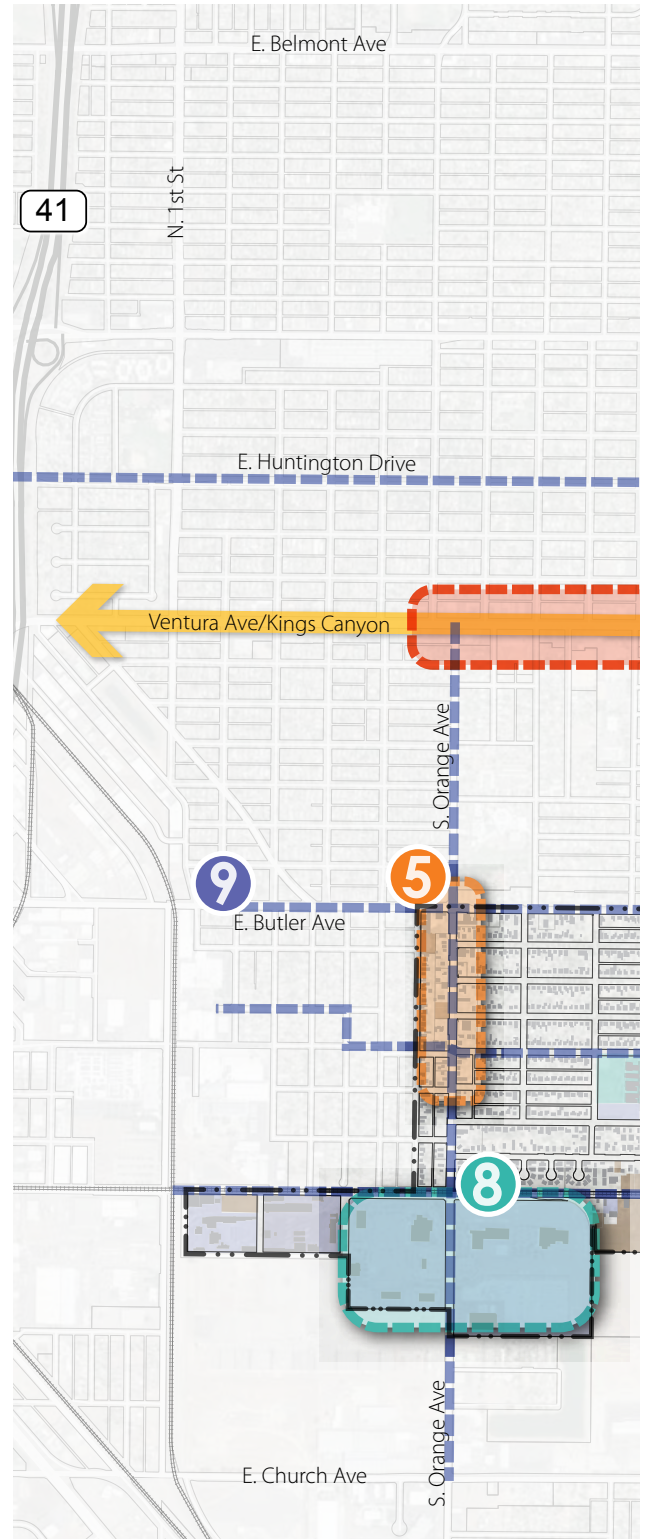 E. Belmont Ave
N. 1st St
41
E. Huntington Drive
Ventura Ave/Kings Canyon
S. Orange Ave
5
9
E. Butler Ave
8
S. Orange Ave
E. Church Ave